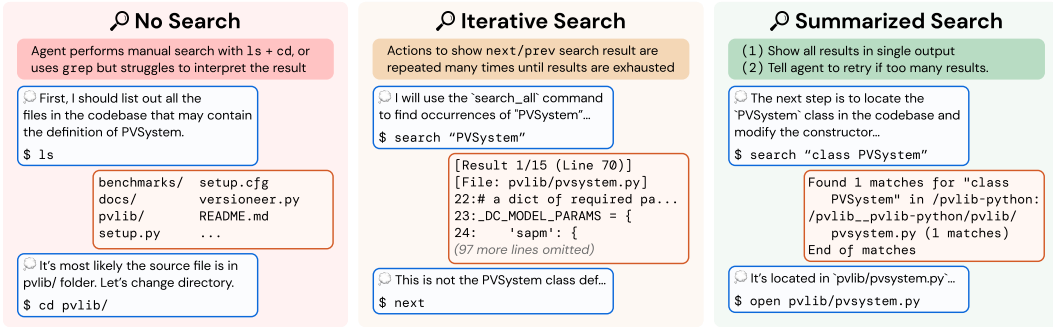 No Search
Agent performs manual search with ls + cd, or
uses grep but struggles to interpret the result
First, I should list out all the
files in the codebase that may contain
the definition of PVSystem.
$ ls
benchmarks/ setup.cfg
docs/ versioneer.py
pvlib/ README.md
setup.py ...
It's most likely the source file is in
pvlib/ folder. Let's change directory.
$ cd pvlib/
Iterative Search
Actions to show next/prev search result are
repeated many times until results are exhausted
I will use the `search_all` command
to find occurrences of "PVSystem"...
$ search "PVSystem"
[Result 1/15 (Line 70)]
[File: pvlib/pvsystem.py]
22:# a dict of required pa...
23:_DC_MODEL_PARAMS = {
24: 'sapm': {
(97 more lines omitted)
This is not the PVSystem class def...
$ next
Summarized Search
(1) Show all results in single output
(2) Tell agent to retry if too many results.
The next step is to locate the
`PVSystem` class in the codebase and
modify the constructor...
$ search "class PVSystem"
Found 1 matches for "class
PVSystem" in /pvlib-python:
/pvlib__pvlib-python/pvlib/
pvsystem.py (1 matches)
End of matches
It's located in `pvlib/pvsystem.py`...
$ open pvlib/pvsystem.py